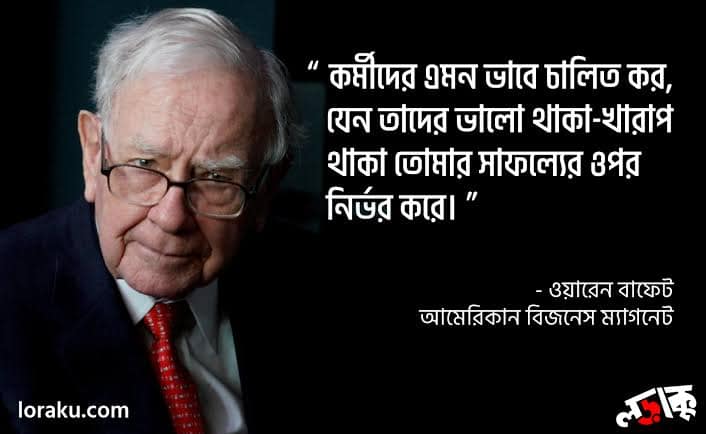 “ কর্মীদের এমন ভাবে চালিত কর,
যেন তাদের ভালো থাকা-খারাপ
থাকা তোমার সাফল্যের ওপর
নির্ভর করে। ”
- ওয়ারেন বাফেট
আমেরিকান বিজনেস ম্যাগনেট
loraku.com
লড়াকু